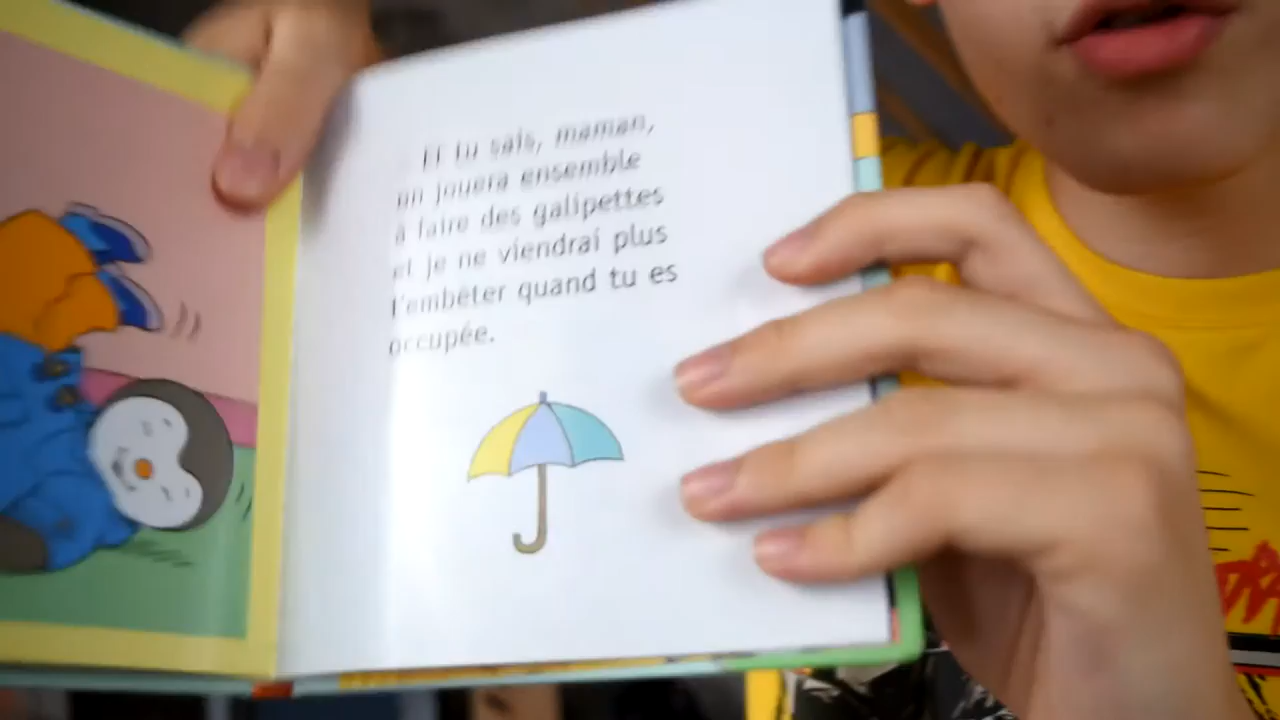 Et tu sais, maman,
on jouera ensemble
à faire des galipettes
et je ne viendrai plus
t'embêter quand tu es
occupée.